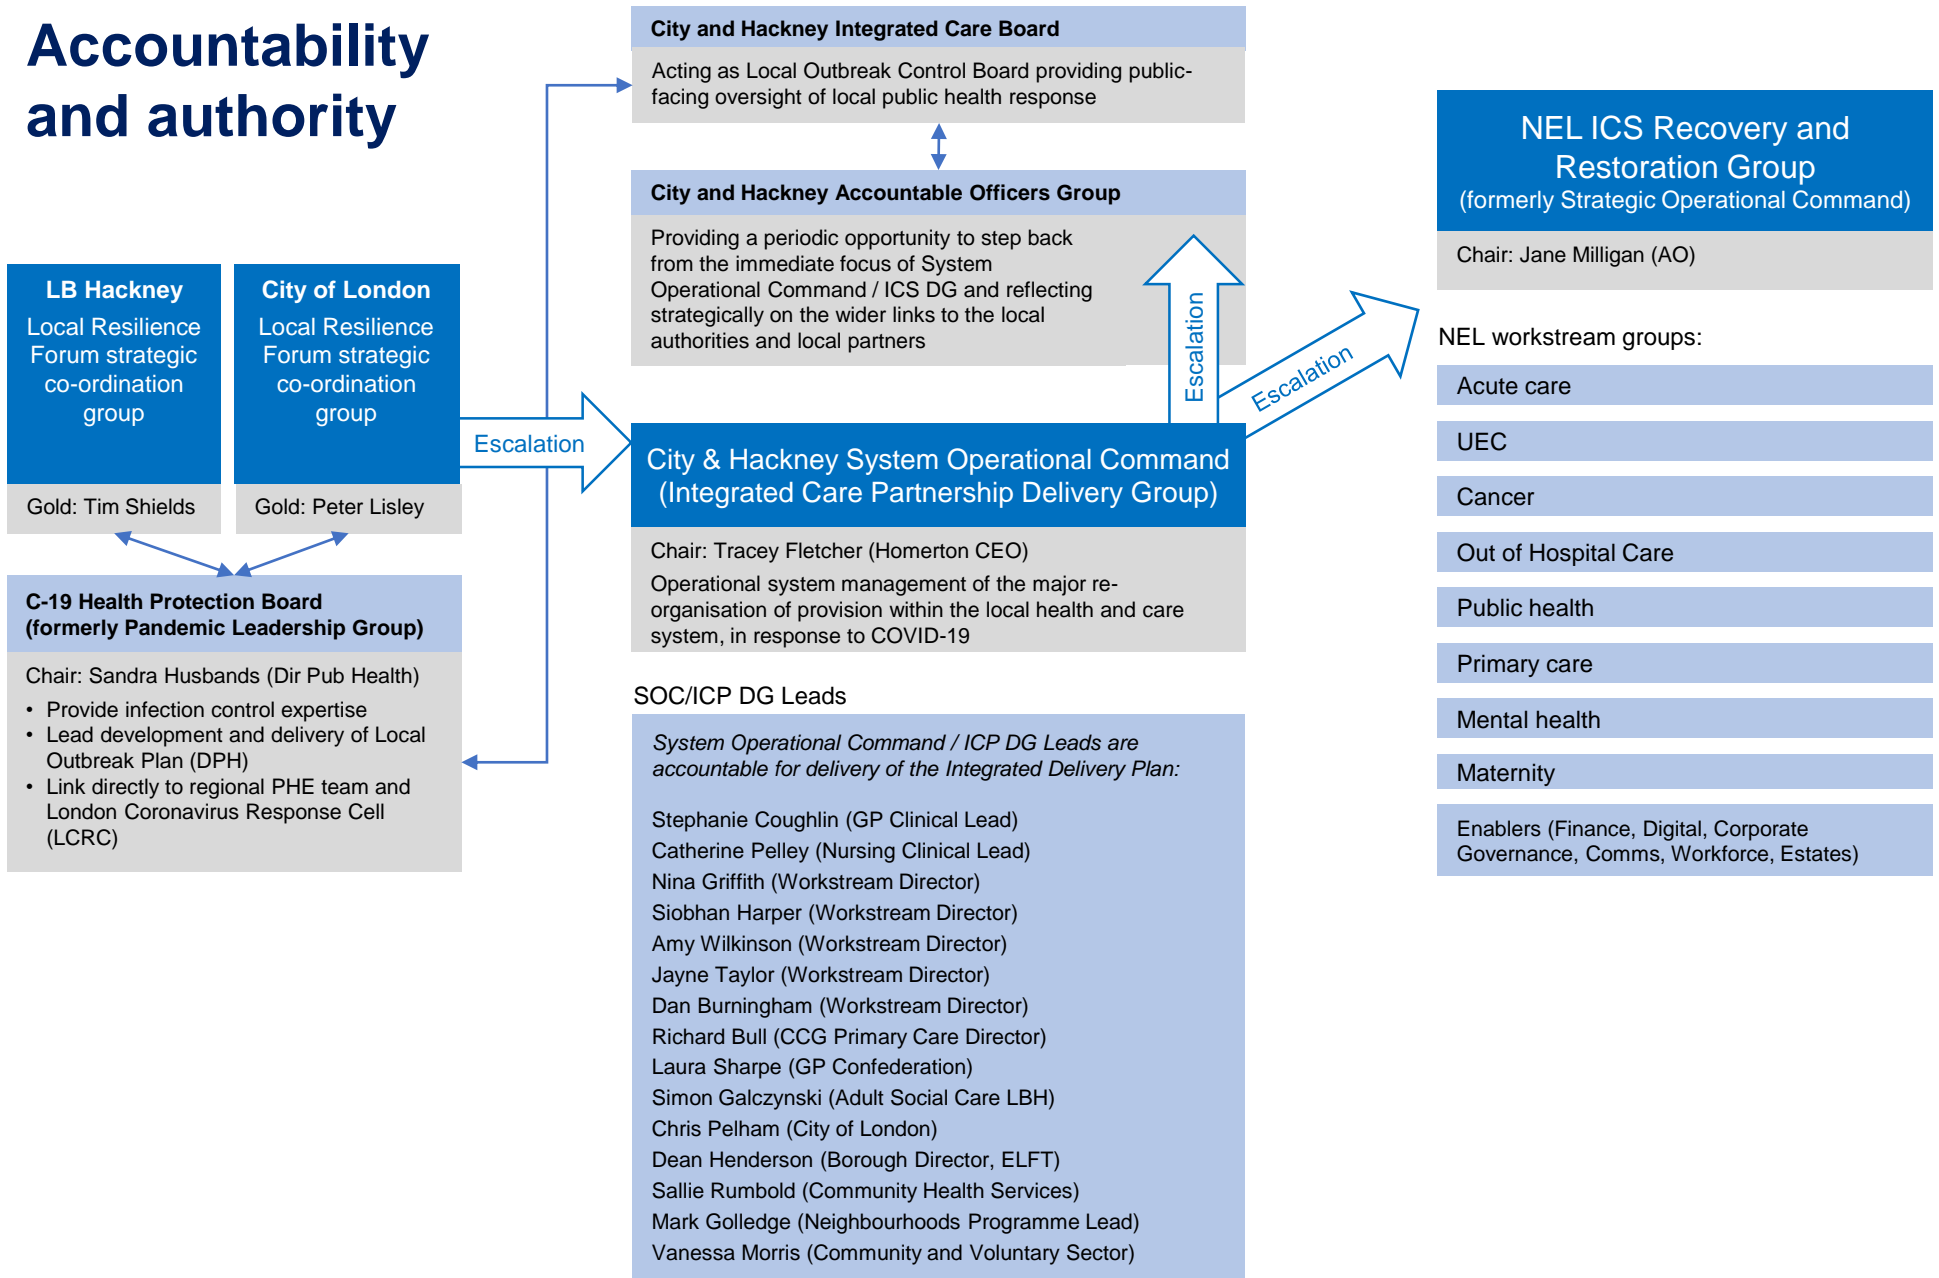 Accountability
and authority
City and Hackney Integrated Care Board
Acting as Local Outbreak Control Board providing public-
facing oversight of local public health response
City and Hackney Accountable Officers Group
Providing a periodic opportunity to step back
from the immediate focus of System
Operational Command / ICS DG and reflecting
strategically on the wider links to the local
authorities and local partners
Escalation
Escalation
NEL ICS Recovery and
Restoration Group
(formerly Strategic Operational Command)
Chair: Jane Milligan (AO)
NEL workstream groups:
Acute care
UEC
Cancer
Out of Hospital Care
Public health
Primary care
Mental health
Maternity
Enablers (Finance, Digital, Corporate
Governance, Comms, Workforce, Estates)
LB Hackney
Local Resilience
Forum strategic
co-ordination
group
Gold: Tim Shields
City of London
Local Resilience
Forum strategic
co-ordination
group
Gold: Peter Lisley
Escalation
City & Hackney System Operational Command
(Integrated Care Partnership Delivery Group)
Chair: Tracey Fletcher (Homerton CEO)
Operational system management of the major re-
organisation of provision within the local health and care
system, in response to COVID-19
C-19 Health Protection Board
(formerly Pandemic Leadership Group)
Chair: Sandra Husbands (Dir Pub Health)
• Provide infection control expertise
• Lead development and delivery of Local
Outbreak Plan (DPH)
• Link directly to regional PHE team and
London Coronavirus Response Cell
(LCRC)
SOC/ICP DG Leads
System Operational Command / ICP DG Leads are
accountable for delivery of the Integrated Delivery Plan:
Stephanie Coughlin (GP Clinical Lead)
Catherine Pelley (Nursing Clinical Lead)
Nina Griffith (Workstream Director)
Siobhan Harper (Workstream Director)
Amy Wilkinson (Workstream Director)
Jayne Taylor (Workstream Director)
Dan Burningham (Workstream Director)
Richard Bull (CCG Primary Care Director)
Laura Sharpe (GP Confederation)
Simon Galczynski (Adult Social Care LBH)
Chris Pelham (City of London)
Dean Henderson (Borough Director, ELFT)
Sallie Rumbold (Community Health Services)
Mark Golledge (Neighbourhoods Programme Lead)
Vanessa Morris (Community and Voluntary Sector)